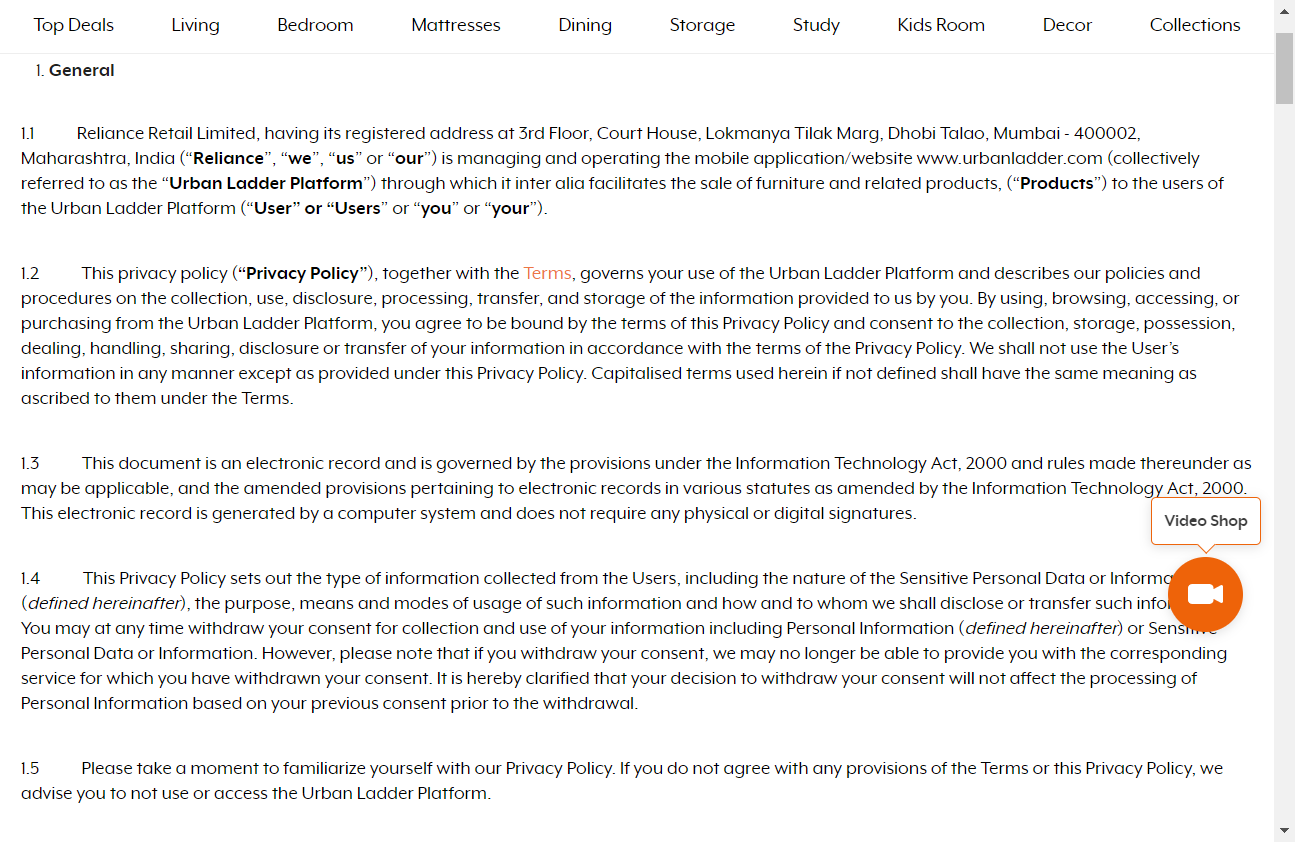 Top Deals Living Bedroom Mattresses Dining Storage Study Kids Room Decor Collections
1. General
1.1 Reliance Retail Limited, having its registered address at 3rd Floor, Court House, Lokmanya Tilak Marg, Dhobi Talao, Mumbai - 400002,
Maharashtra, India (“Reliance”, “we”, “us” or “our”) is managing and operating the mobile application/website www.urbanladder.com (collectively
referred to as the “Urban Ladder Platform”) through which it inter alia facilitates the sale of furniture and related products, (“Products”) to the users of
the Urban Ladder Platform (“User” or “Users” or “you” or “your”).
1.2 This privacy policy (“Privacy Policy”), together with the Terms, governs your use of the Urban Ladder Platform and describes our policies and
procedures on the collection, use, disclosure, processing, transfer, and storage of the information provided to us by you. By using, browsing, accessing, or
purchasing from the Urban Ladder Platform, you agree to be bound by the terms of this Privacy Policy and consent to the collection, storage, possession,
dealing, handling, sharing, disclosure or transfer of your information in accordance with the terms of the Privacy Policy. We shall not use the User’s
information in any manner except as provided under this Privacy Policy. Capitalised terms used herein if not defined shall have the same meaning as
ascribed to them under the Terms.
1.3 This document is an electronic record and is governed by the provisions under the Information Technology Act, 2000 and rules made thereunder as
may be applicable, and the amended provisions pertaining to electronic records in various statutes as amended by the Information Technology Act, 2000.
This electronic record is generated by a computer system and does not require any physical or digital signatures.
Video Shop
1.4 This Privacy Policy sets out the type of information collected from the Users, including the nature of the Sensitive Personal Data or
(defined hereinafter), the purpose, means and modes of usage of such information and how and to whom we shall disclose or transfer such
You may at any time withdraw your consent for collection and use of your information including Personal Information (defined hereinafter) or Sensitive
Personal Data or Information. However, please note that if you withdraw your consent, we may no longer be able to provide you with the corresponding
service for which you have withdrawn your consent. It is hereby clarified that your decision to withdraw your consent will not affect the processing of
Personal Information based on your previous consent prior to the withdrawal.
1.5 Please take a moment to familiarize yourself with our Privacy Policy. If you do not agree with any provisions of the Terms or this Privacy Policy, we
advise you to not use or access the Urban Ladder Platform.